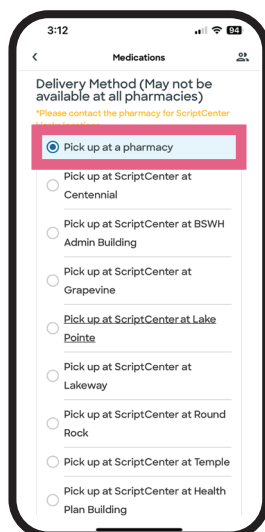 3:12
94
Medications
Delivery Method (May not be
available at all pharmacies)
*Please contact the pharmacy for ScriptCenter
Pick up at a pharmacy
Pick up at ScriptCenter at
Centennial
Pick up at ScriptCenter at BSWH
Admin Building
Pick up at ScriptCenter at
Grapevine
Pick up at ScriptCenter at Lake
Pointe
Pick up at ScriptCenter at
Lakeway
Pick up at ScriptCenter at Round
Rock
Pick up at ScriptCenter at Temple
Pick up at ScriptCenter at Health
Plan Building